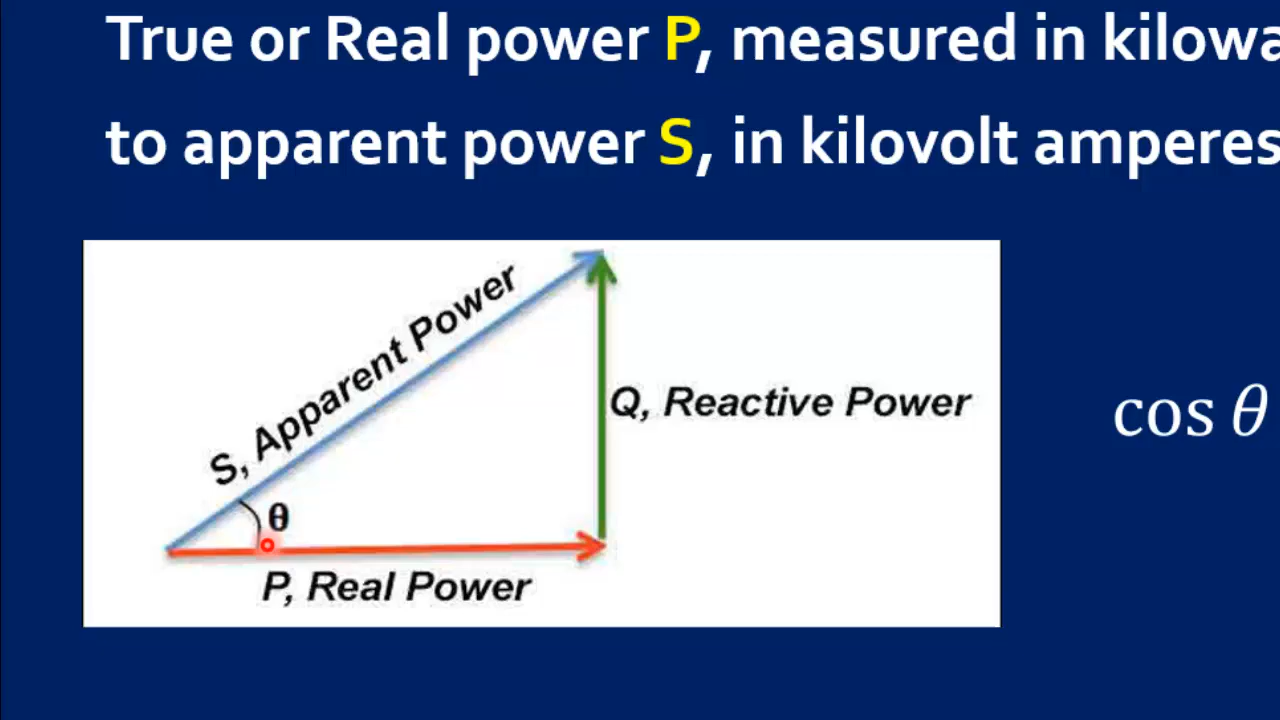 True or Real power P, measured in kilowa
to apparent power S, in kilovolt amperes
S, Apparent Power
Q, Reactive Power
cos θ
θ
P, Real Power